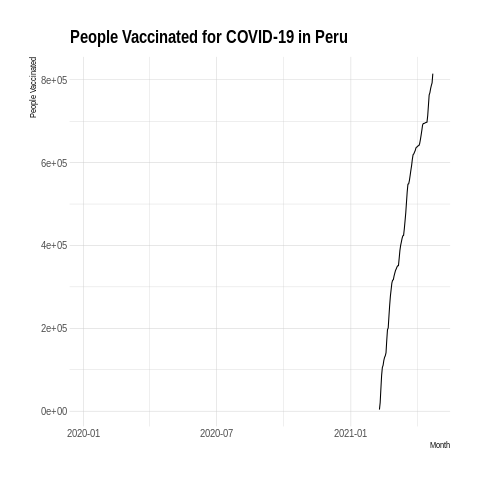 People Vaccinated for COVID-19 in Peru
People Vaccinated
8e+05
6e+05
4e+05
2e+05
0e+00
2020-01
2020-07
2021-01
Month